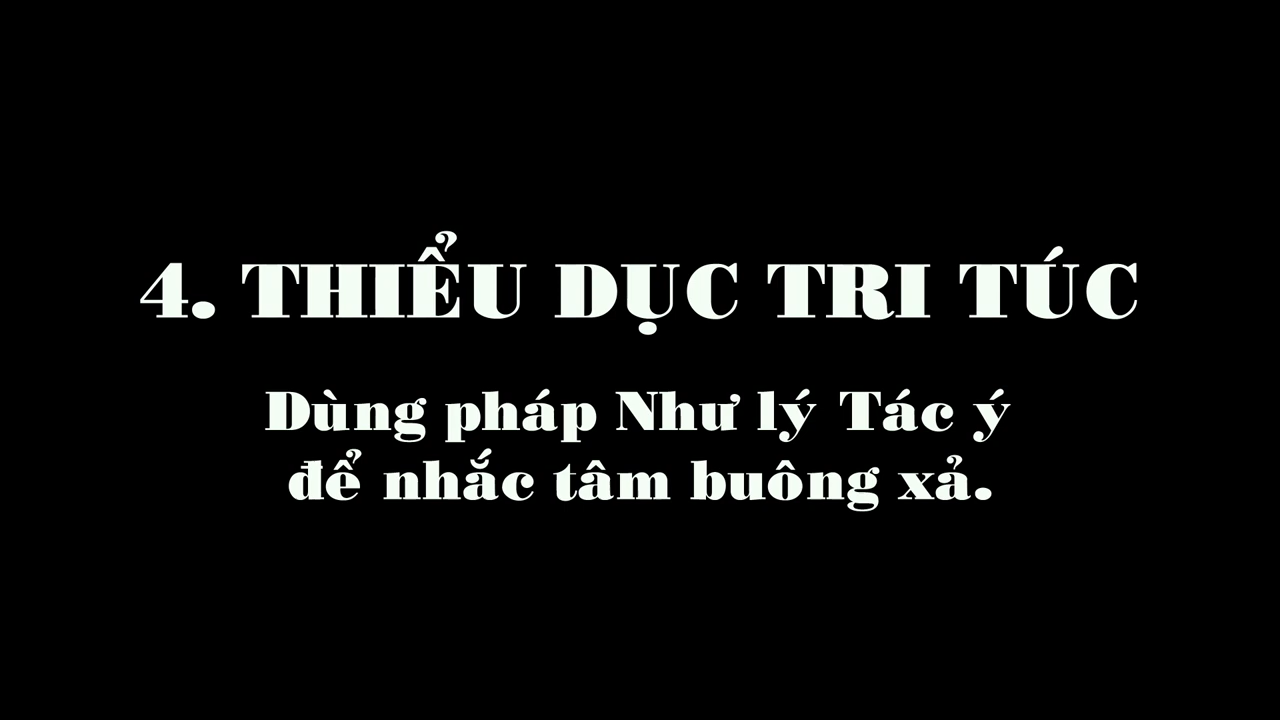 4. THIỂU DỤC TRI TÚC
Dùng pháp Như lý Tác ý
để nhắc tâm buông xả.